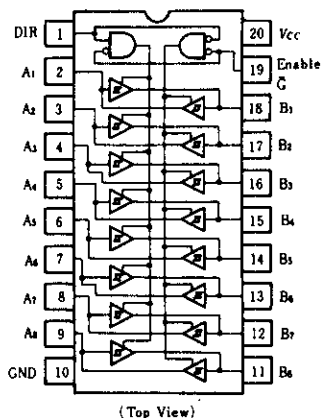 DIR 1 20 Vcc
A1 2 19 Enable G̅
A2 3 18 B1
A3 4 17 B2
A4 5 16 B3
A5 6 15 B4
A6 7 14 B5
A7 8 13 B6
A8 9 12 B7
GND 10 11 B8
(Top View)